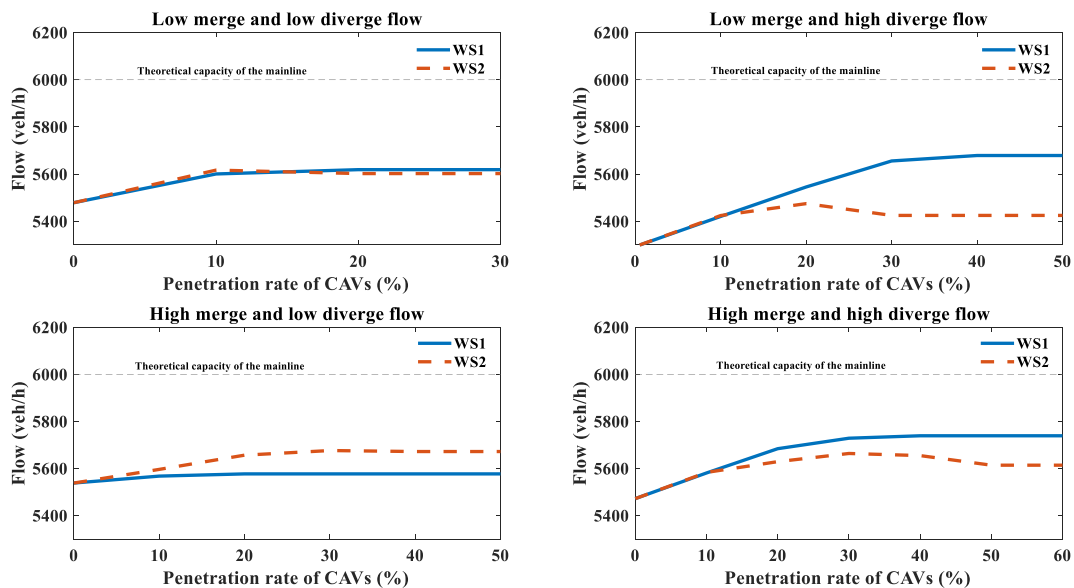 Low merge and low diverge flow
6200
6000
5800
5600
5400
Flow (veh/h)
Theoretical capacity of the mainline
WS1
WS2
0 10 20 30
Penetration rate of CAVs (%)
Low merge and high diverge flow
6200
6000
5800
5600
5400
Flow (veh/h)
Theoretical capacity of the mainline
WS1
WS2
0 10 20 30 40 50
Penetration rate of CAVs (%)
High merge and low diverge flow
6200
6000
5800
5600
5400
Flow (veh/h)
Theoretical capacity of the mainline
WS1
WS2
0 10 20 30 40 50
Penetration rate of CAVs (%)
High merge and high diverge flow
6200
6000
5800
5600
5400
Flow (veh/h)
Theoretical capacity of the mainline
WS1
WS2
0 10 20 30 40 50 60
Penetration rate of CAVs (%)